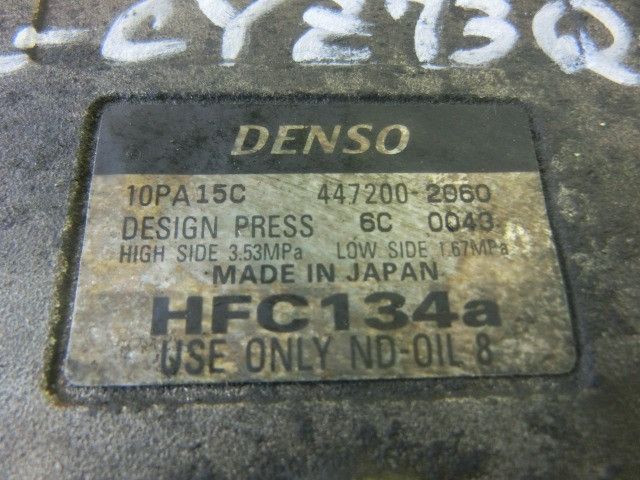 -CYZ73Q
DENSO
10PA15C 447200-2060
DESIGN PRESS 6C 0043
HIGH SIDE 3.53MPa LOW SIDE 1.67MPa
MADE IN JAPAN
HFC134a
USE ONLY ND-OIL 8